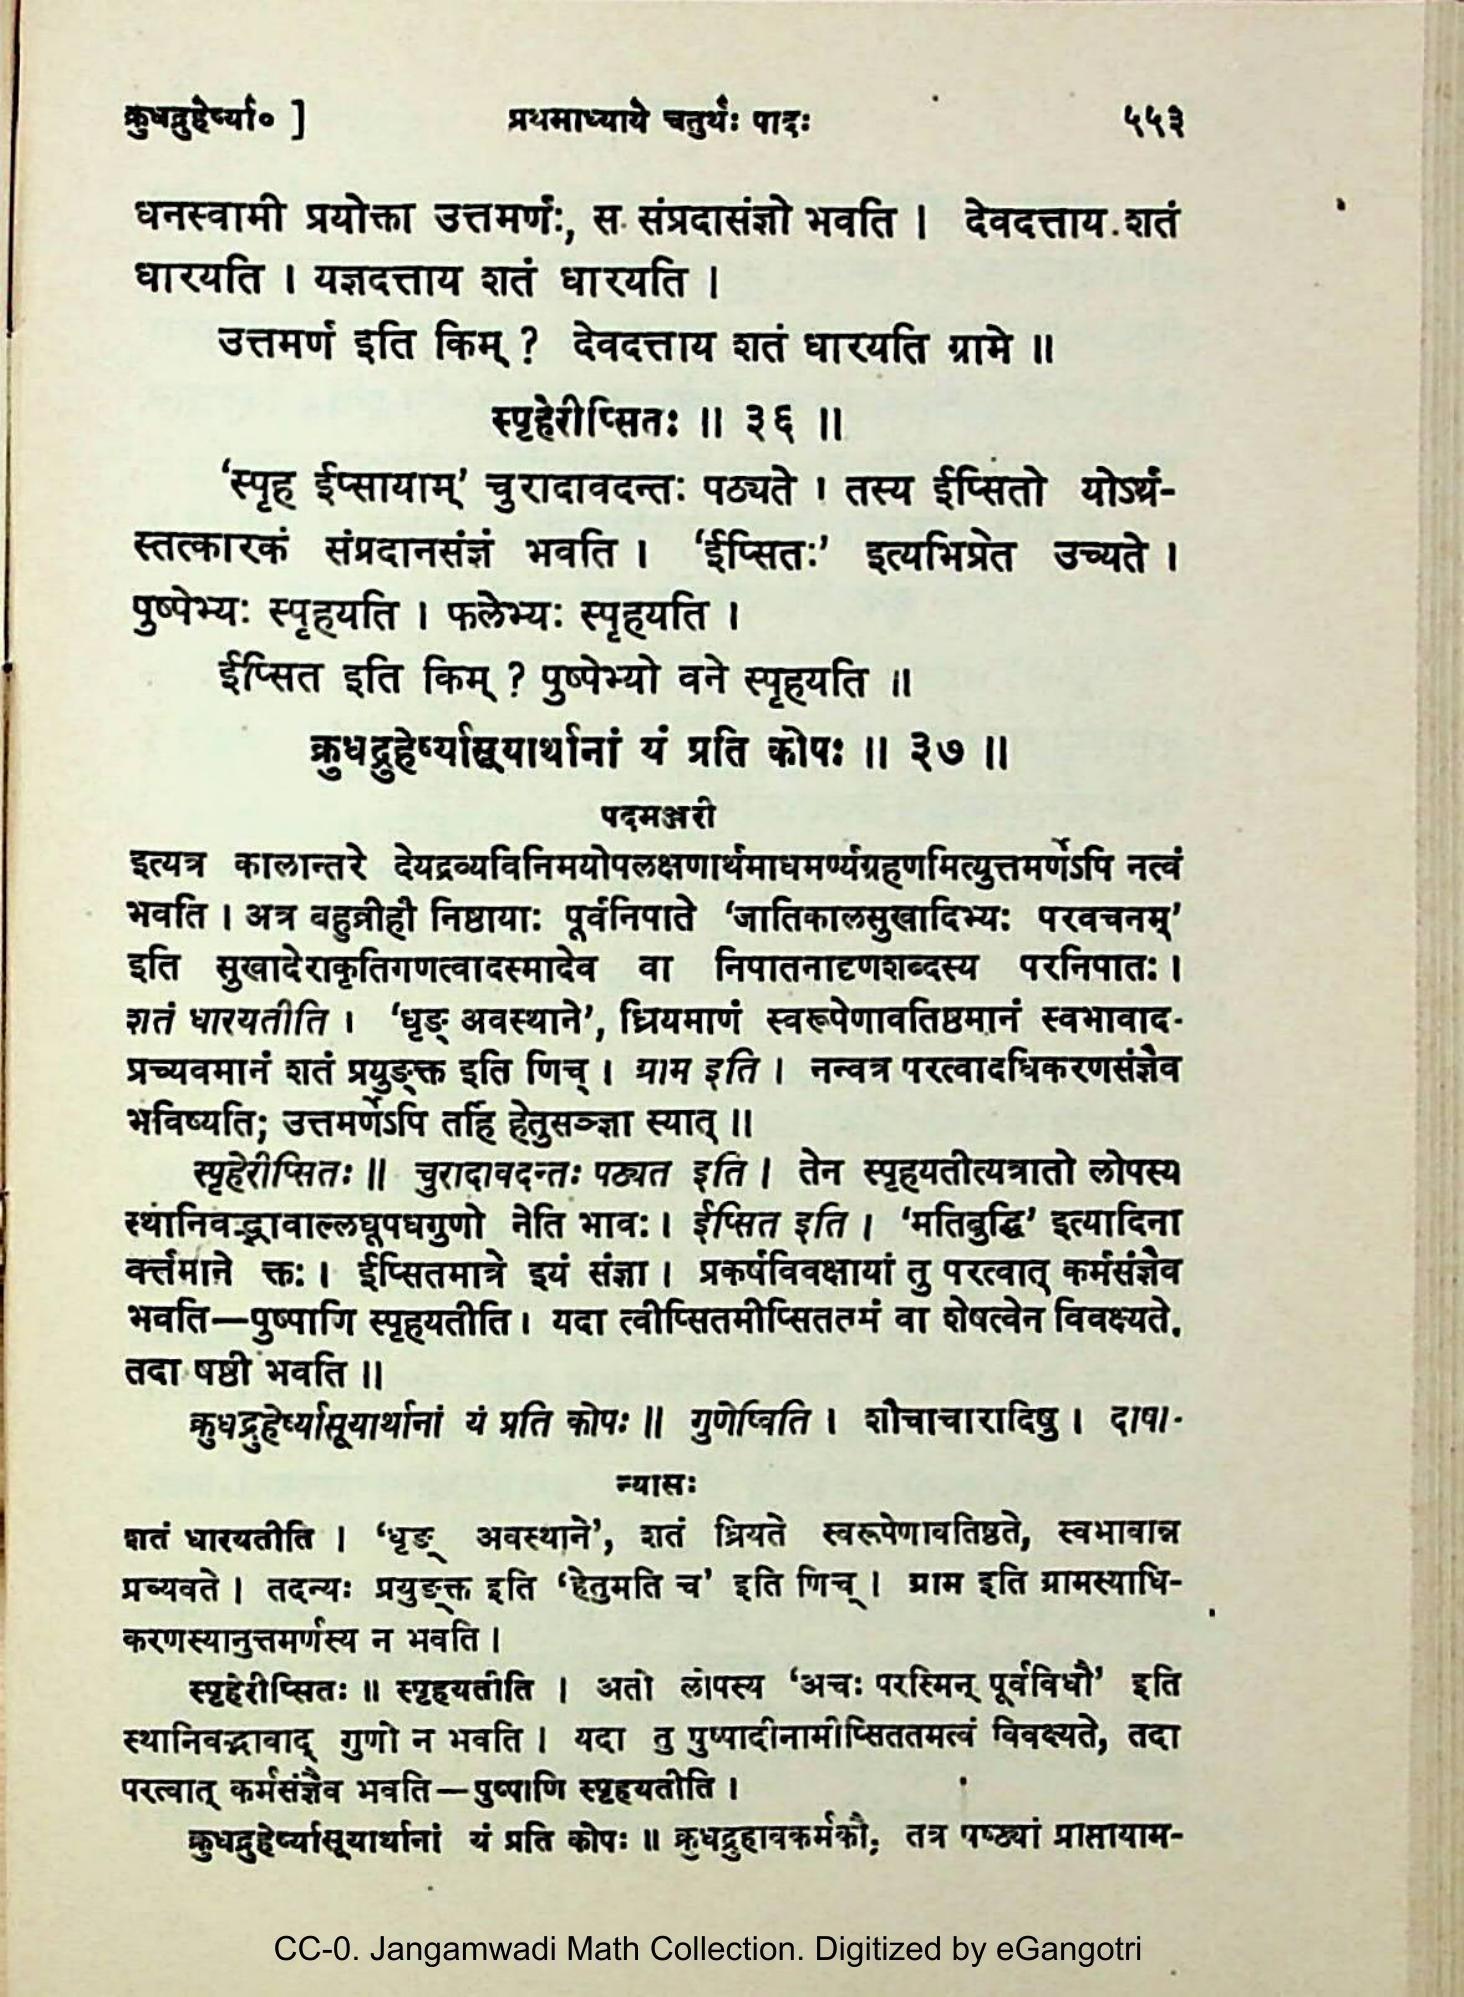 क्रुधद्रुहेर्ष्या० ] प्रथमाध्याये चतुर्थः पादः ५५३
धनस्वामी प्रयोक्ता उत्तमर्णः, स संप्रदासंज्ञो भवति । देवदत्ताय शतं
धारयति । यज्ञदत्ताय शतं धारयति ।
उत्तमर्ण इति किम् ? देवदत्ताय शतं धारयति ग्रामे ॥
स्पृहेरीप्सितः ॥ ३६ ॥
‘स्पृह ईप्सायाम्’ चुरादावदन्तः पठ्यते । तस्य ईप्सितो योऽर्थ-
स्तत्कारकं संप्रदानसंज्ञं भवति । ‘ईप्सितः’ इत्यभिप्रेत उच्यते ।
पुष्पेभ्यः स्पृहयति । फलेभ्यः स्पृहयति ।
ईप्सित इति किम् ? पुष्पेभ्यो वने स्पृहयति ॥
क्रुधद्रुहेर्ष्यासूयार्थानां यं प्रति कोपः ॥ ३७ ॥
पदमञ्जरी
इत्यत्र कालान्तरे देयद्रव्यविनिमयोपलक्षणार्थमाधमर्ण्यग्रहणमित्युत्तमर्णेऽपि नत्वं
भवति । अत्र बहुव्रीहौ निष्ठायाः पूर्वनिपाते ‘जातिकालसुखादिभ्यः परवचनम्’
इति सुखादेराकृतिगणत्वादस्मादेव वा निपातनादृणशब्दस्य परनिपातः ।
शतं धारयतीति । ‘धृङ् अवस्थाने’, ध्रियमाणं स्वरूपेणावतिष्ठमानं स्वभावाद-
प्रच्यवमानं शतं प्रयुङ्क्त इति णिच् । ग्राम इति । नन्वत्र परत्वादधिकरणसंज्ञैव
भविष्यति; उत्तमर्णेऽपि तर्हि हेतुसञ्ज्ञा स्यात् ॥
स्पृहेरीप्सितः ॥ चुरादावदन्तः पठ्यत इति । तेन स्पृहयतीत्यत्रातो लोपस्य
स्थानिवद्भावाल्लघूपधगुणो नेति भावः । ईप्सित इति । ‘मतिबुद्धि’ इत्यादिना
वर्त्तमाने क्तः । ईप्सितमात्रे इयं संज्ञा । प्रकर्षविवक्षायां तु परत्वात् कर्मसंज्ञैव
भवति—पुष्पाणि स्पृहयतीति । यदा त्वीप्सितमीप्सिततमं वा शेषत्वेन विवक्ष्यते.
तदा षष्ठी भवति ॥
क्रुधद्रुहेर्ष्यासूयार्थानां यं प्रति कोपः ॥ गुणेष्विति । शौचाचारादिषु । दोषा-
न्यासः
शतं धारयतीति । ‘धृङ् अवस्थाने’, शतं ध्रियते स्वरूपेणावतिष्ठते, स्वभावान्न
प्रच्यवते । तदन्यः प्रयुङ्क्त इति ‘हेतुमति च’ इति णिच् । ग्राम इति ग्रामस्याधि-
करणस्यानुत्तमर्णस्य न भवति ।
स्पृहेरीप्सितः ॥ स्पृहयतीति । अतो लोपस्य ‘अचः परस्मिन् पूर्वविधौ’ इति
स्थानिवद्भावाद् गुणो न भवति । यदा तु पुष्पादीनामीप्सिततमत्वं विवक्ष्यते, तदा
परत्वात् कर्मसंज्ञैव भवति—पुष्पाणि स्पृहयतीति ।
क्रुधद्रुहेर्ष्यासूयार्थानां यं प्रति कोपः ॥ क्रुधद्रुहावकर्मकौ; तत्र षष्ठ्यां प्राप्तायाम-
CC-0. Jangamwadi Math Collection. Digitized by eGangotri